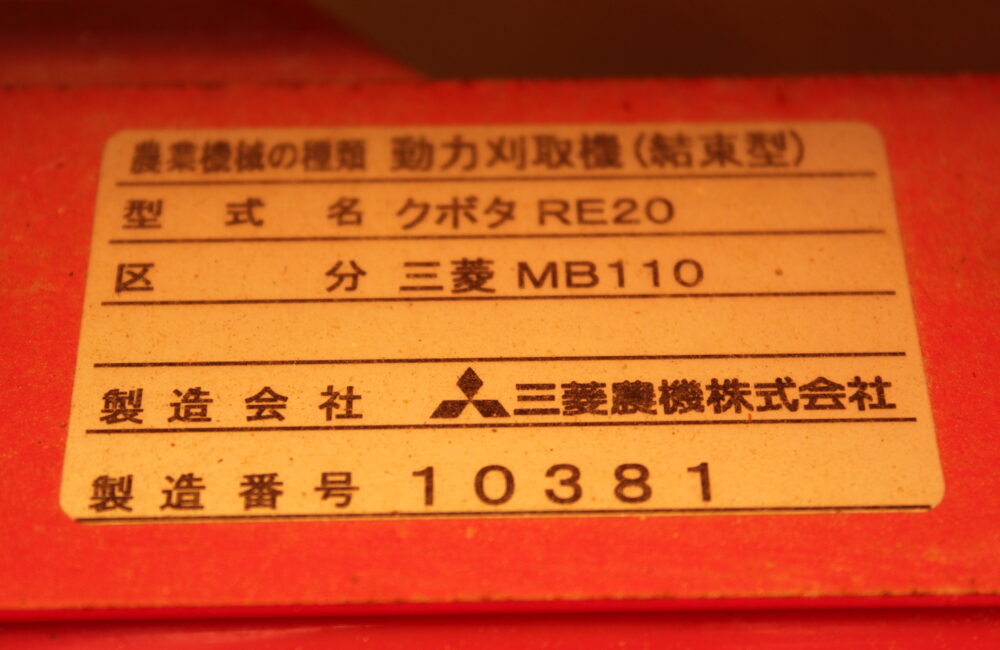 農業機械の種類 動力刈取機(結束型)
型式名 クボタ RE20
区分 三菱 MB110
製造会社 三菱農機株式会社
製造番号 10381